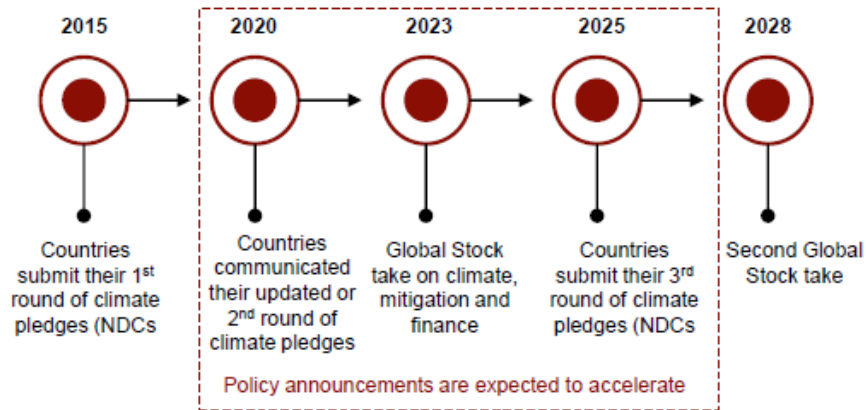 2015
2020
2023
2025
2028
Countries
submit their 1st
round of climate
pledges (NDCs
Countries
communicated
their updated or
2nd round of
climate pledges
Global Stock
take on climate,
mitigation and
finance
Countries
submit their 3rd
round of climate
pledges (NDCs
Second Global
Stock take
Policy announcements are expected to accelerate